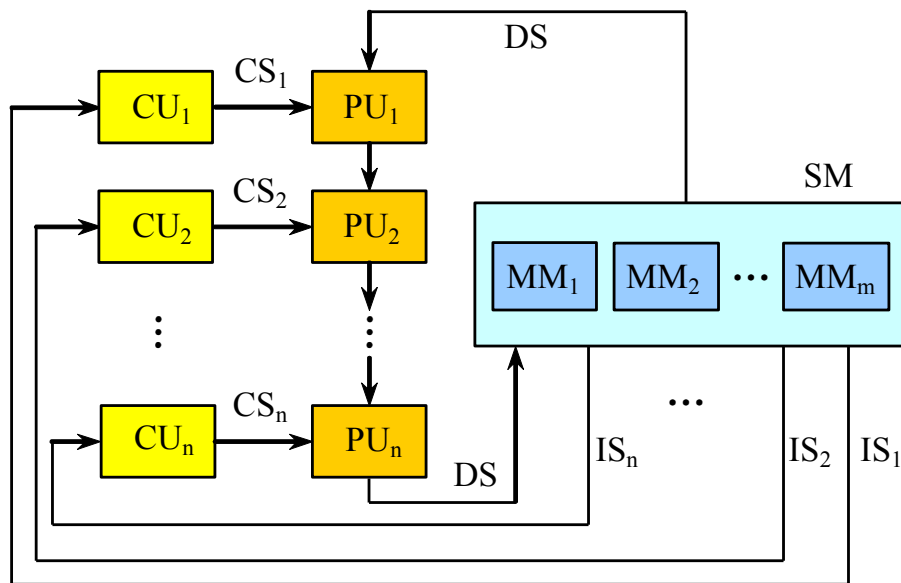 DS
CS₁
CU₁
PU₁
CS₂
SM
CU₂
PU₂
MM₁
MM₂
...
MMₘ
⋮
⋮
...
CSₙ
CUₙ
PUₙ
DS
ISₙ
IS₂
IS₁